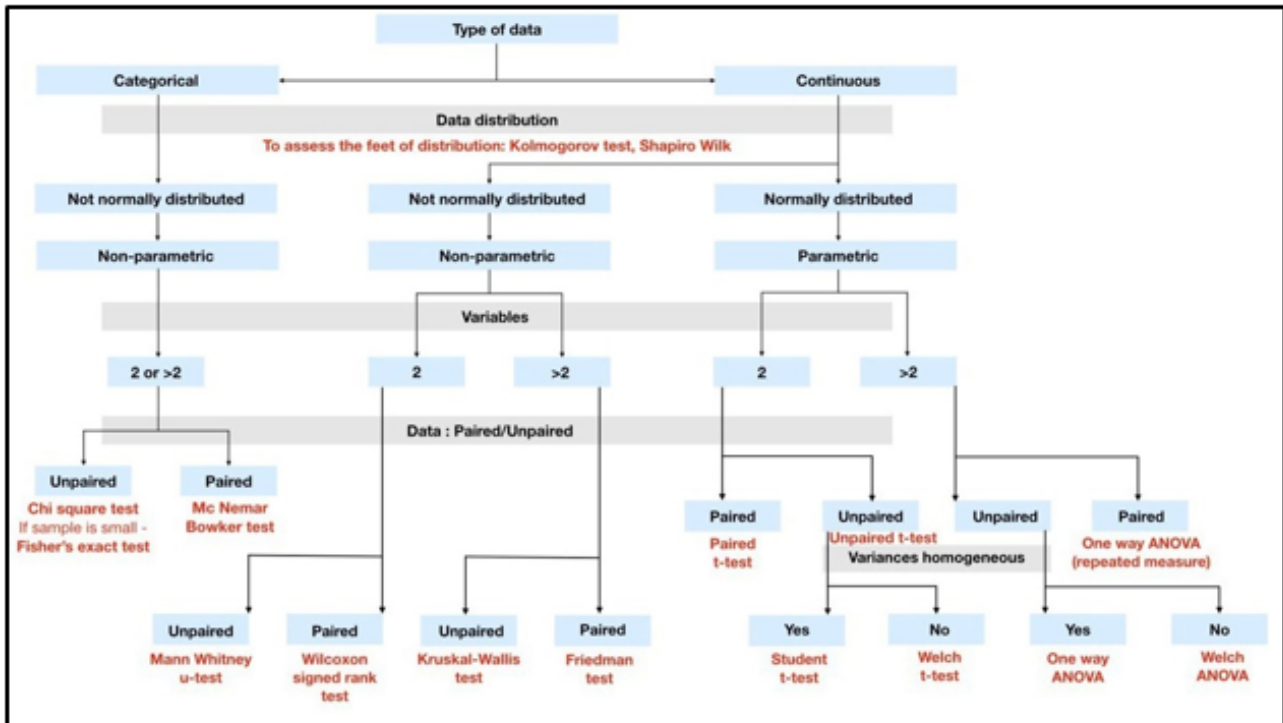 Type of data
Categorical
Continuous
Data distribution
To assess the feet of distribution: Kolmogorov test, Shapiro Wilk
Not normally distributed
Not normally distributed
Normally distributed
Non-parametric
Non-parametric
Parametric
Variables
2 or >2
2
>2
2
>2
Data : Paired/Unpaired
Unpaired
Chi square test
If sample is small -
Fisher's exact test
Paired
Mc Nemar
Bowker test
Paired
Paired
t-test
Unpaired
Unpaired t-test
Unpaired
Paired
One way ANOVA
(repeated measure)
Variances homogeneous
Unpaired
Mann Whitney
u-test
Paired
Wilcoxon
signed rank
test
Unpaired
Kruskal-Wallis
test
Paired
Friedman
test
Yes
Student
t-test
No
Welch
t-test
Yes
One way
ANOVA
No
Welch
ANOVA